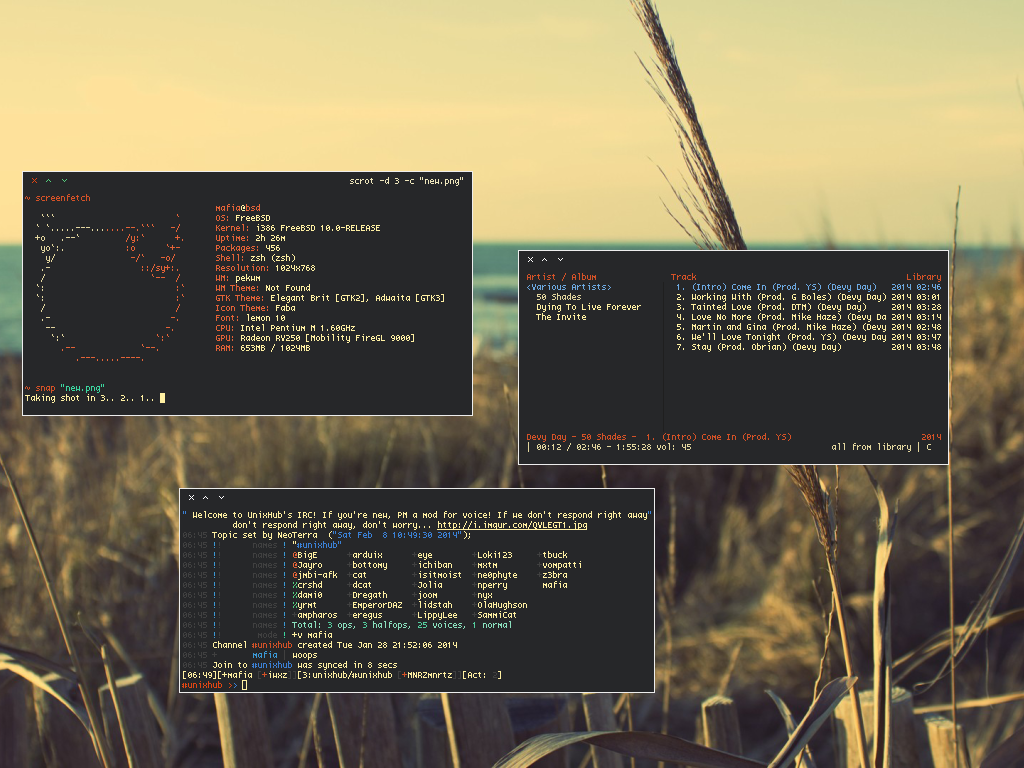 scrot -d 3 -c "new.png"
~ screenfetch
mafia@bsd
OS: FreeBSD
Kernel: i386 FreeBSD 10.0-RELEASE
Uptime: 2h 26m
Packages: 456
Shell: zsh (zsh)
Resolution: 1024x768
WM: pekwm
WM Theme: Not Found
GTK Theme: Elegant Brit [GTK2], Adwaita [GTK3]
Icon Theme: Faba
Font: lemon 10
CPU: Intel Pentium M 1.60GHz
GPU: Radeon RV250 [Mobility FireGL 9000]
RAM: 653MB / 1024MB
~ snap "new.png"
Taking shot in 3.. 2.. 1..
Artist / Album Track Library
<Various Artists> 1. (Intro) Come In (Prod. YS) (Devy Day) 2014 02:46
50 Shades 2. Working With (Prod. G Boles) (Devy Day) 2014 03:01
Dying To Live Forever 3. Tainted Love (Prod. DTM) (Devy Day) 2014 03:28
The Invite 4. Love No More (Prod. Mike Haze) (Devy Da 2014 03:14
5. Martin and Gina (Prod. Mike Haze) (Dev 2014 02:48
6. We'll Love Tonight (Prod. YS) (Devy Day 2014 03:47
7. Stay (Prod. Obrian) (Devy Day) 2014 03:48
Devy Day - 50 Shades - 1. (Intro) Come In (Prod. YS) 2014
| 00:12 / 02:46 - 1:55:28 vol: 45 all from library | C
" Welcome to UnixHub's IRC! If you're new, PM a mod for voice! If we don't respond right away"
don't respond right away, don't worry... http://i.imgur.com/QVLEGT1.jpg
06:45 Topic set by NeoTerra ("Sat Feb 8 10:49:30 2014");
06:45 !! names ! "#unixhub"
06:45 !! names ! @BigE +arduix +eye +Loki123 +tbuck
06:45 !! names ! @Jayro +bottomy +ichiban +mxtm +vompatti
06:45 !! names ! @jmbi-afk +cat +isitmoist +ne0phyte +z3bra
06:45 !! names ! %crshd +dcat +Jolia +nperry mafia
06:45 !! names ! %dami0 +Dregath +joom +nyx
06:45 !! names ! %yrmt +EmperorDAZ +lidstah +OlaHughson
06:45 !! names ! +ampharos +eregus +LippyLee +SammiCat
06:45 !! names ! Total: 3 ops, 3 halfops, 25 voices, 1 normal
06:45 !! mode ! +v mafia
06:45 Channel #unixhub created Tue Jan 28 21:52:06 2014
06:45 + mafia | woops
06:45 Join to #unixhub was synced in 8 secs
[06:49][+mafia [+iwxz]][3:unixhub/#unixhub [+MNRZmnrtz]][Act: 2]
#unixhub >>